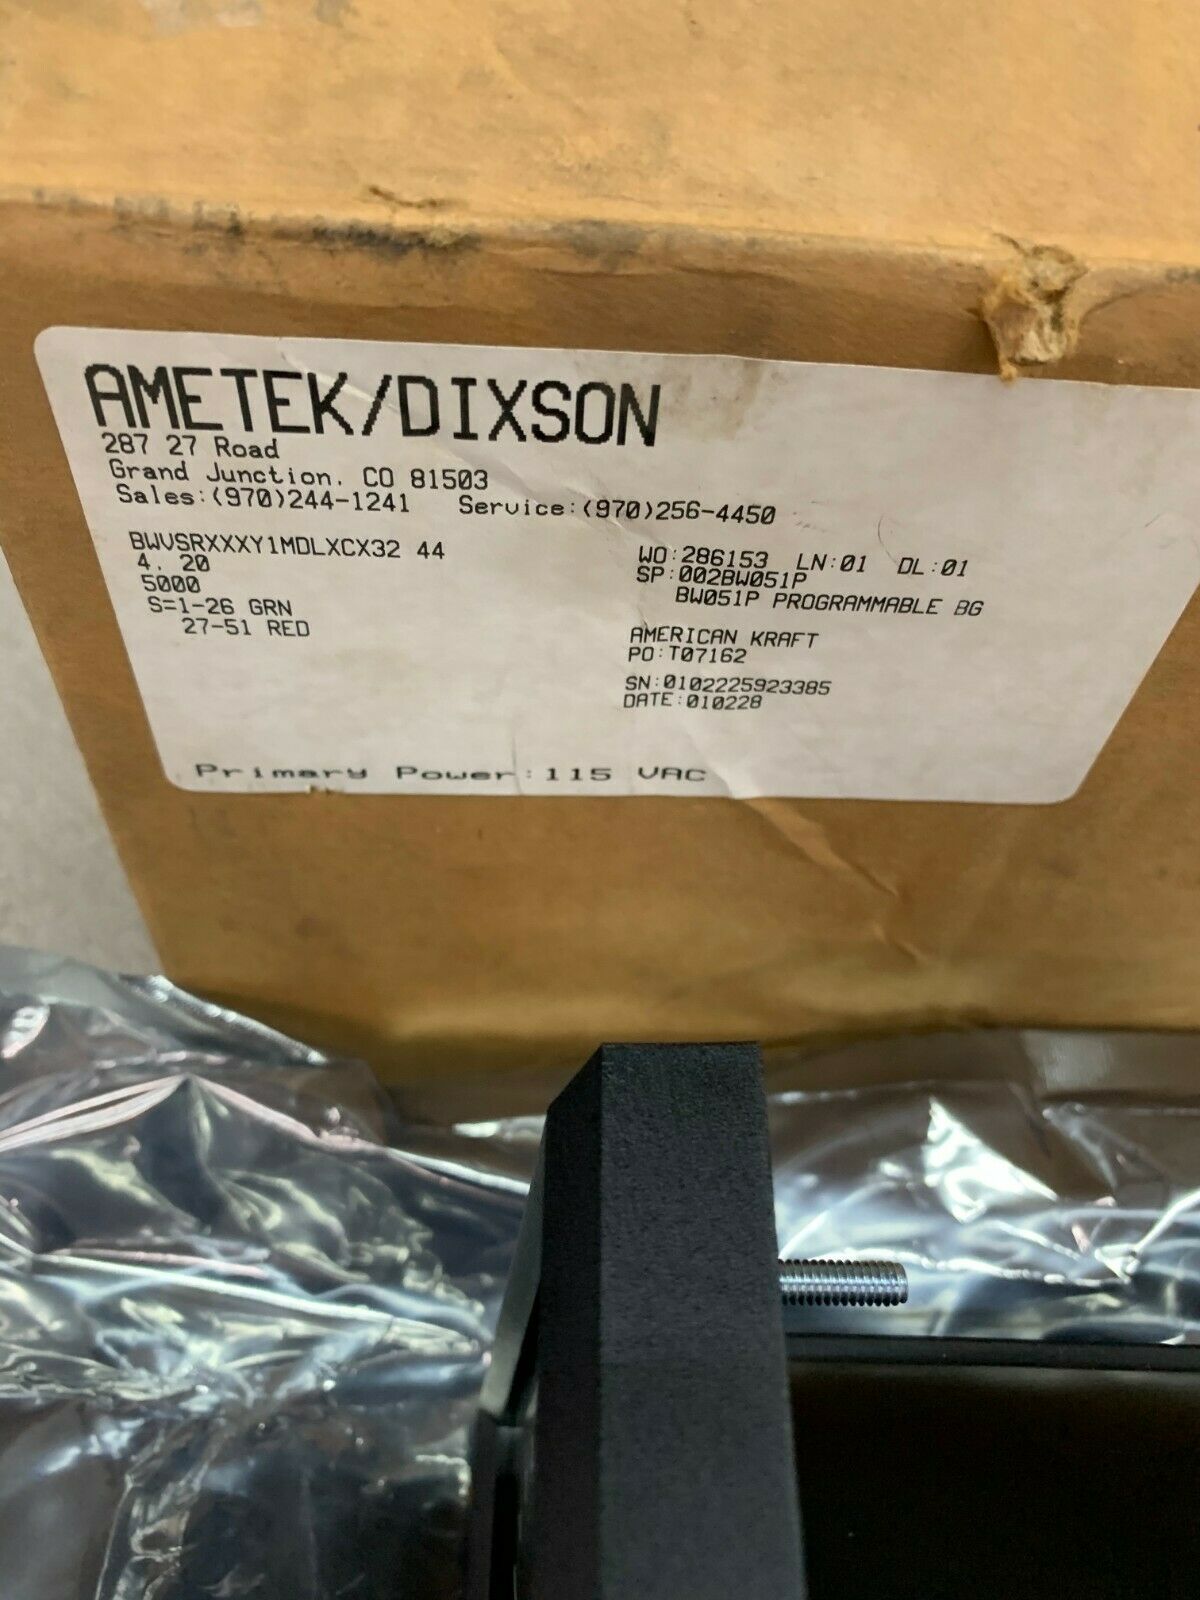 AMETEK/DIXSON
287 27 Road
Grand Junction, CO 81503
Sales:(970)244-1241 Service:(970)256-4450
BWVSRXXXY1MDLXCX32 44
4. 20
5000
S=1-26 GRN
27-51 RED
WO:286153 LN:01 DL:01
SP:002BW051P
BW051P PROGRAMMABLE BG
AMERICAN KRAFT
PO:T07162
SN:0102225923385
DATE:010228
Primary Power:115 VAC